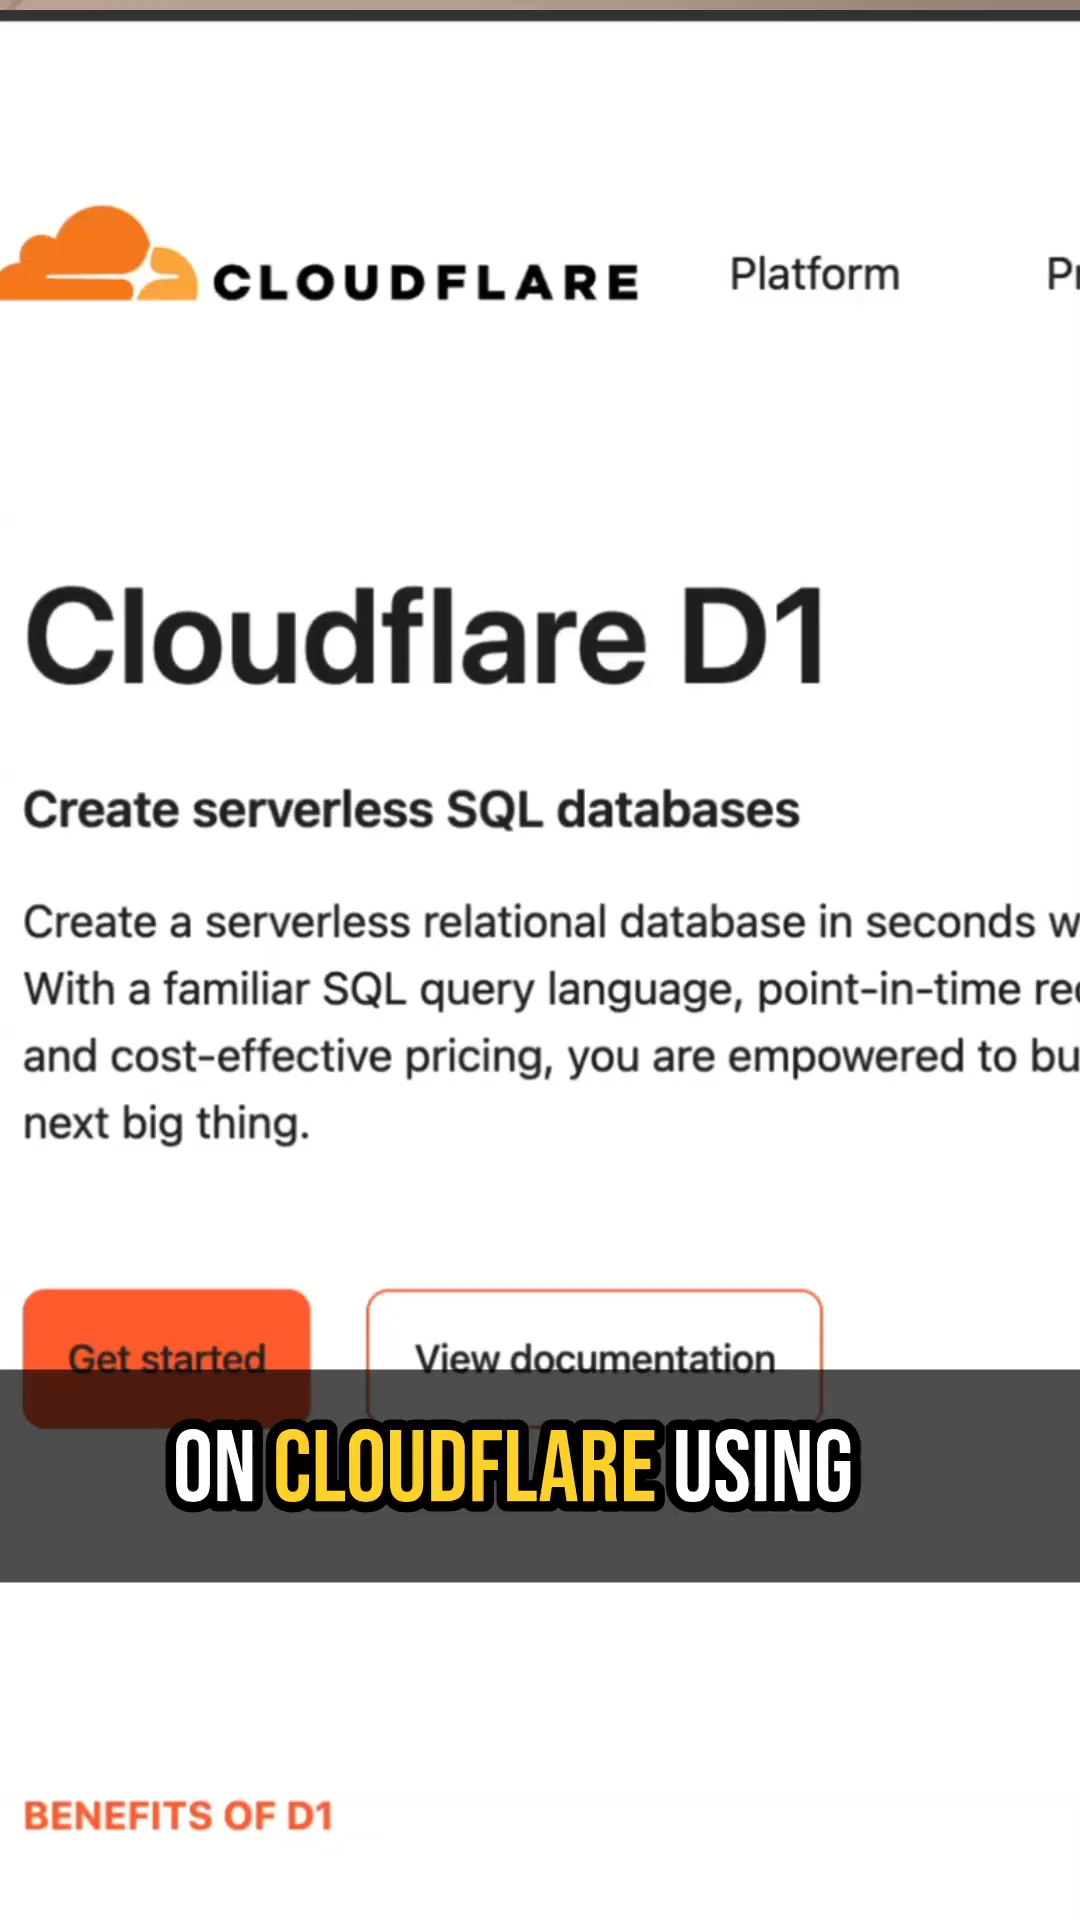 CLOUDFLARE
Platform
Cloudflare D1
Create serverless SQL databases
Create a serverless relational database in seconds
With a familiar SQL query language, point-in-time
and cost-effective pricing, you are empowered to
next big thing.
Get started
View documentation
ON CLOUDFLARE USING
BENEFITS OF D1